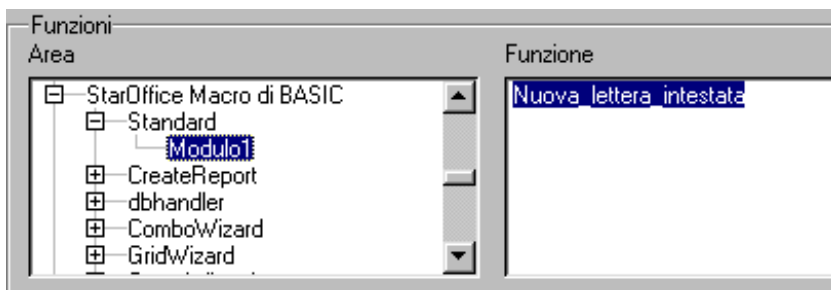 Funzioni
Area
Funzione
StarOffice Macro di BASIC
Standard
Modulo1
CreateReport
dbhandler
ComboWizard
GridWizard
Nuova_lettera_intestata